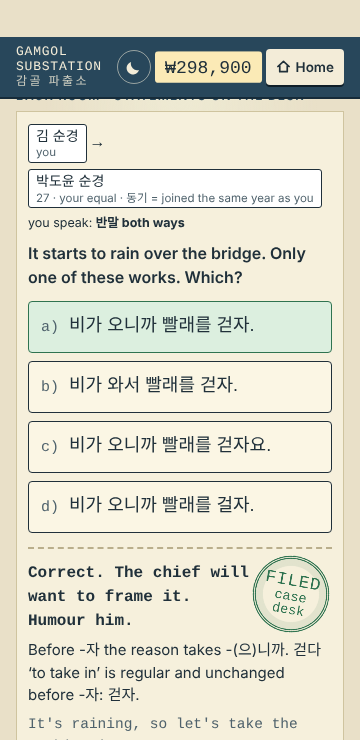 GAMGOL
SUBSTATION
감골 파출소
₩298,900
Home
김 순경
you
→
박도윤 순경
27 · your equal · 동기 = joined the same year as you
you speak: 반말 both ways
It starts to rain over the bridge. Only
one of these works. Which?
a) 비가 오니까 빨래를 걷자.
b) 비가 와서 빨래를 걷자.
c) 비가 오니까 빨래를 걷자요.
d) 비가 오니까 빨래를 걸자.
Correct. The chief will
want to frame it.
Humour him.
FILED
case
desk
Before -자 the reason takes -(으)니까. 걷다
‘to take in’ is regular and unchanged
before -자: 걷자.
It's raining, so let's take the